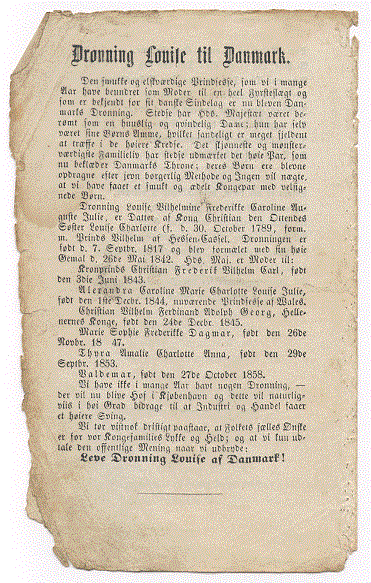 Dronning Louise til Danmark.
Den smukke og elskværdige Prindsesse, som vi i mange
Aar have beundret som Moder til en heel Fyrsteslægt og
som er bekjendt for sit danske Sindelag er nu bleven Dan-
marks Dronning. Stedse har Hds. Majestæt været be-
rømt som en huuslig og qvindelig Dame; hun har selv
været sine Børns Amme, hvilket sandeligt er meget sjeldent
at træffe i de høiere Kredse. Det skjønneste og mønster-
værdigste Familieliv har stedse udmærket det høie Par, som
nu beklæder Danmarks Throne; deres Børn ere blevne
opdragne efter jevn borgerlig Methode og Ingen vil nægte,
at vi have faaet et smukt og ædelt Kongepar med velsig-
nede Børn.
Dronning Louise Vilhelmine Frederikke Caroline Au-
guste Julie, er Datter af Kong Christian den Ottendes
Søster Louise Charlotte (f. d. 30. October 1789, form.
m. Prinds Vilhelm af Hessen-Cassel. Dronningen er
født d. 7. Septbr. 1817 og blev formælet med sin høie
Gemal d. 26de Mai 1842. Hds. Maj. er Moder til:
Kronprinds Christian Frederik Vilhelm Carl, født
den 3die Juni 1843.
Alexandra Caroline Marie Charlotte Louise Julie,
født den 1ste Decbr. 1844, nuværende Prindsesse af Wales.
Christian Vilhelm Ferdinand Adolph Georg, Helle-
nernes Konge, født den 24de Decbr. 1845.
Marie Sophie Frederikke Dagmar, født den 26de
Novbr. 18 47.
Thyra Amalie Charlotte Anna, født den 29de
Septbr. 1853.
Valdemar, født den 27de October 1858.
Vi have ikke i mange Aar havt nogen Dronning, —
der vil nu blive Hof i Kjøbenhavn og dette vil naturlig-
viis i høi Grad bidrage til at Industri og Handel faaer
et høiere Sving.
Vi tør vistnok dristigt paastaae, at Folkets fælles Ønske
er for vor Kongefamilies Lykke og Held; og at vi kun ud-
tale den offentlige Mening naar vi udbryde:
Leve Dronning Louise af Danmark!